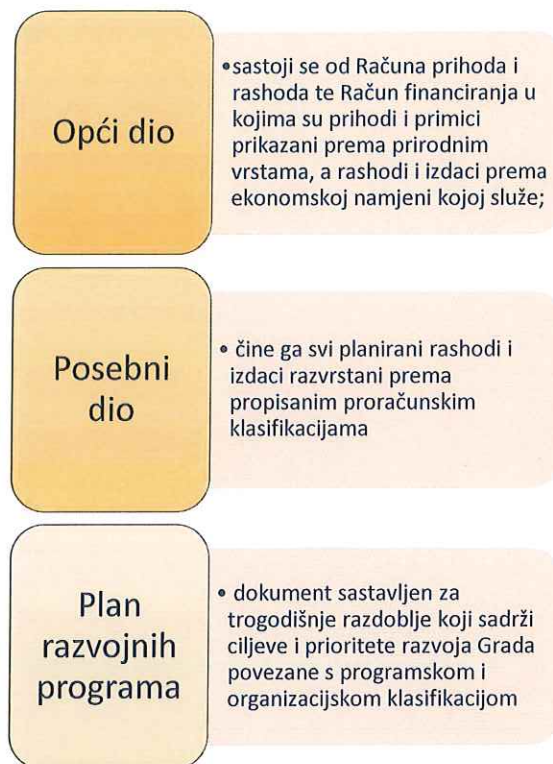 Opći dio
•sastoji se od Računa prihoda i
rashoda te Račun financiranja u
kojima su prihodi i primici
prikazani prema prirodnim
vrstama, a rashodi i izdaci prema
ekonomskoj namjeni kojoj služe;
Posebni
dio
• čine ga svi planirani rashodi i
izdaci razvrstani prema
propisanim proračunskim
klasifikacijama
Plan
razvojnih
programa
• dokument sastavljen za
trogodišnje razdoblje koji sadrži
ciljeve i prioritete razvoja Grada
povezane s programskom i
organizacijskom klasifikacijom